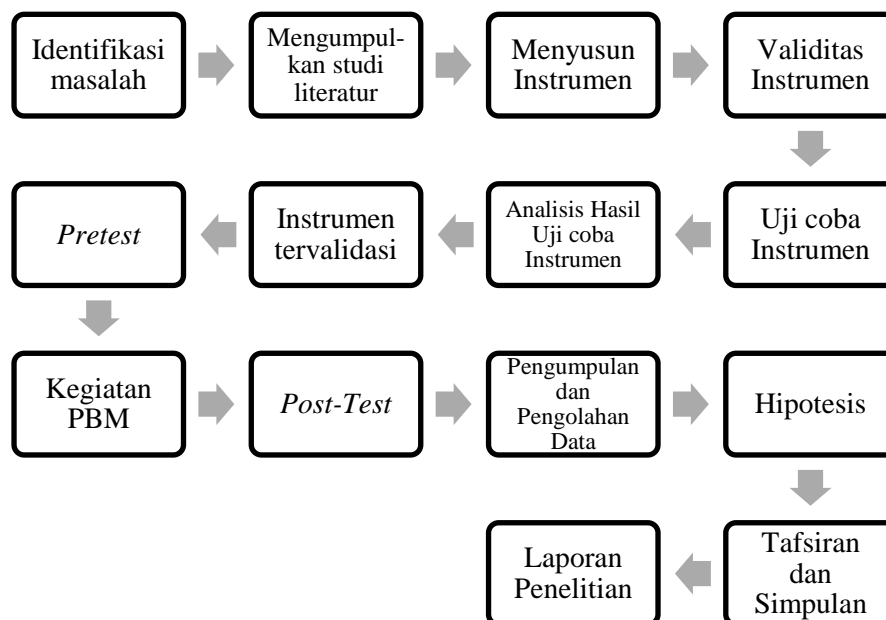 Identifikasi
masalah
Mengumpul-
kan studi
literatur
Menyusun
Instrumen
Validitas
Instrumen
Uji coba
Instrumen
Analisis Hasil
Uji coba
Instrumen
Instrumen
tervalidasi
Pretest
Kegiatan
PBM
Post-Test
Pengumpulan
dan
Pengolahan
Data
Hipotesis
Tafsiran
dan
Simpulan
Laporan
Penelitian